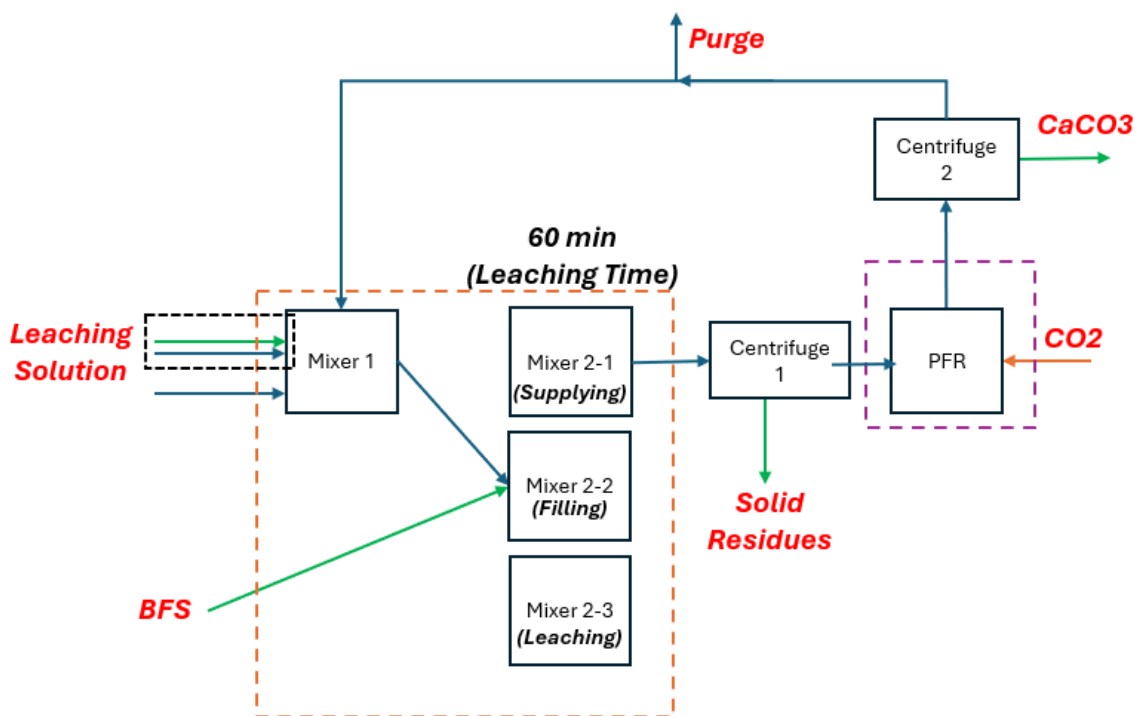 Purge
CaCO3
Centrifuge
2
60 min
(Leaching Time)
Leaching
Solution
Mixer 1
Mixer 2-1
(Supplying)
Centrifuge
1
PFR
CO2
Mixer 2-2
(Filling)
Solid
Residues
BFS
Mixer 2-3
(Leaching)